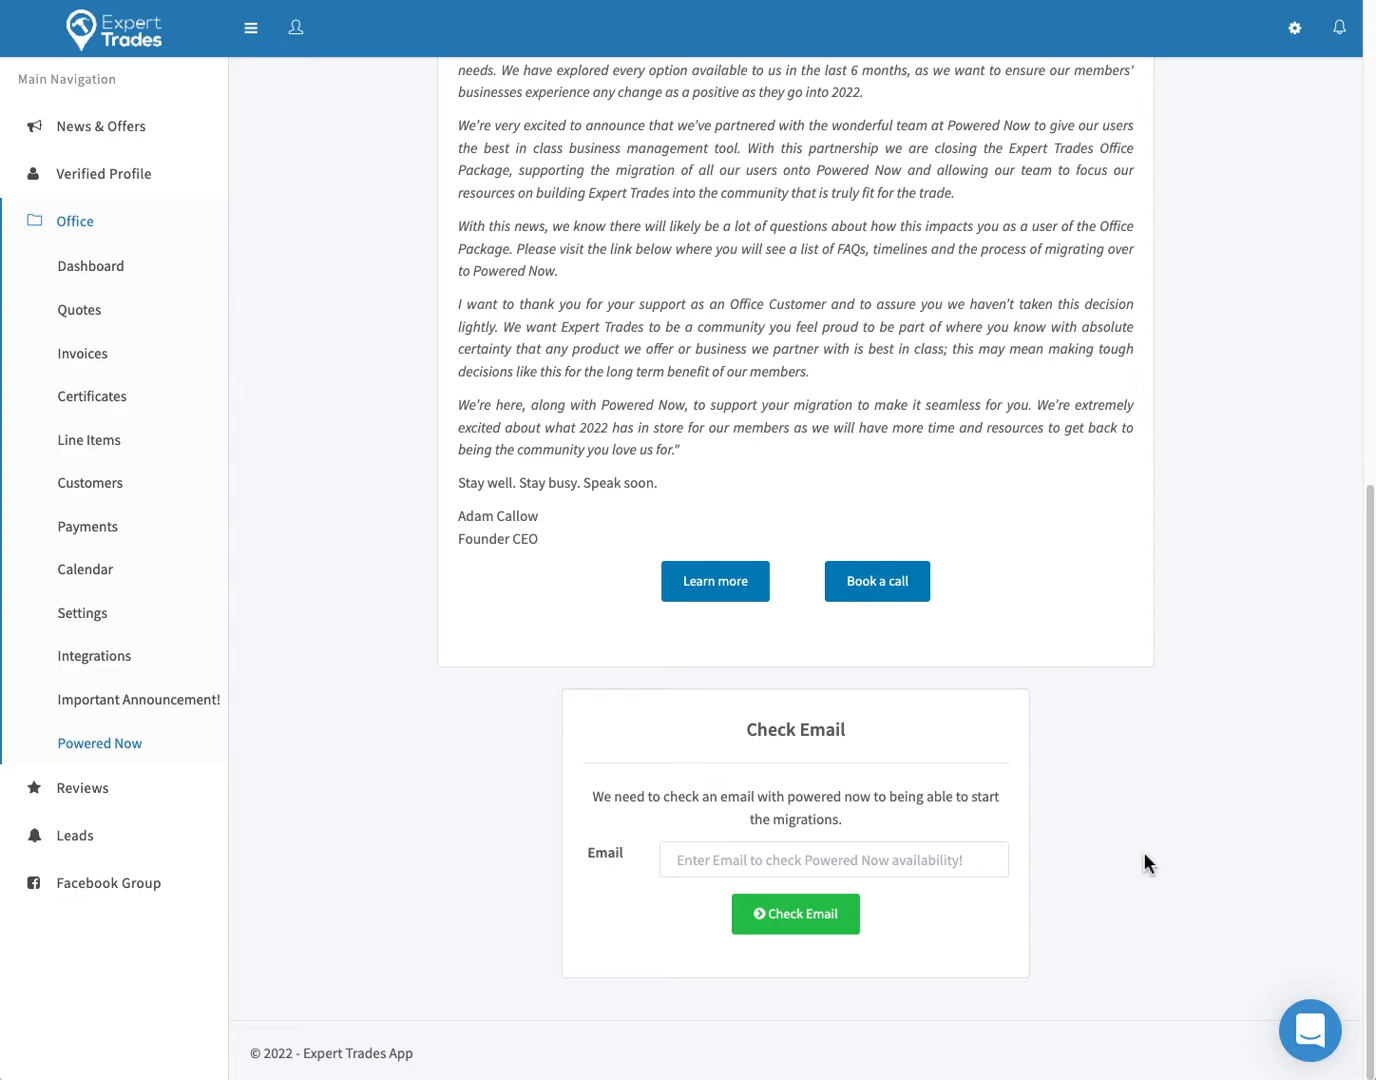 Expert
Trades
Main Navigation
News & Offers
Verified Profile
Office
Dashboard
Quotes
Invoices
Certificates
Line Items
Customers
Payments
Calendar
Settings
Integrations
Important Announcement!
Powered Now
Reviews
Leads
Facebook Group
needs. We have explored every option available to us in the last 6 months, as we want to ensure our members'
businesses experience any change as a positive as they go into 2022.
We're very excited to announce that we've partnered with the wonderful team at Powered Now to give our users
the best in class business management tool. With this partnership we are closing the Expert Trades Office
Package, supporting the migration of all our users onto Powered Now and allowing our team to focus our
resources on building Expert Trades into the community that is truly fit for the trade.
With this news, we know there will likely be a lot of questions about how this impacts you as a user of the Office
Package. Please visit the link below where you will see a list of FAQs, timelines and the process of migrating over
to Powered Now.
I want to thank you for your support as an Office Customer and to assure you we haven't taken this decision
lightly. We want Expert Trades to be a community you feel proud to be part of where you know with absolute
certainty that any product we offer or business we partner with is best in class; this may mean making tough
decisions like this for the long term benefit of our members.
We're here, along with Powered Now, to support your migration to make it seamless for you. We're extremely
excited about what 2022 has in store for our members as we will have more time and resources to get back to
being the community you love us for."
Stay well. Stay busy. Speak soon.
Adam Callow
Founder CEO
Learn more
Book a call
Check Email
We need to check an email with powered now to being able to start
the migrations.
Email
Enter Email to check Powered Now availability!
Check Email
© 2022 - Expert Trades App